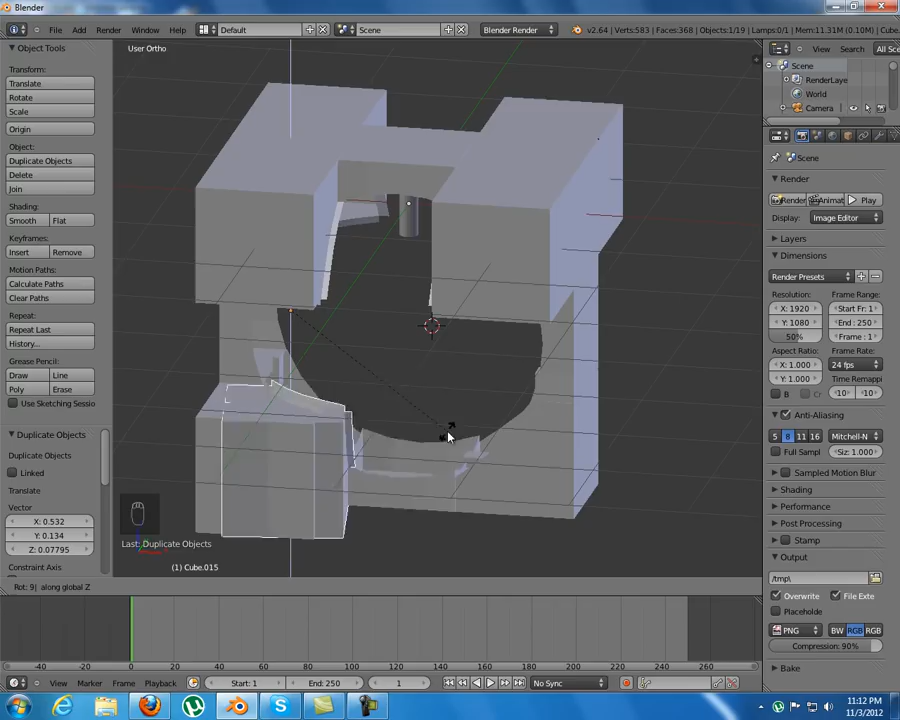 Blender
File Add Render Window Help
Default
Scene
Blender Render
v2.64 | Verts:583 | Faces:368 | Objects:1/19 | Lamps:0/1 | Mem:11.31M (0.10M) | Cube.
Object Tools
Transform:
Translate
Rotate
Scale
Origin
Object:
Duplicate Objects
Delete
Join
Shading:
Smooth Flat
Keyframes:
Insert Remove
Motion Paths:
Calculate Paths
Clear Paths
Repeat:
Repeat Last
History...
Grease Pencil:
Draw Line
Poly Erase
Use Sketching Sessio
Duplicate Objects
Duplicate Objects
Linked
Translate
Vector
X: 0.532
Y: 0.134
Z: 0.07795
Constraint Axis
User Ortho
Last: Duplicate Objects
(1) Cube.015
Rot: 9| along global Z
View Search All Sce
Scene
RenderLaye
World
Camera
Scene
Render
Render Animat Play
Display: Image Editor
Layers
Dimensions
Render Presets
Resolution: Frame Range:
X: 1920 Start Fr: 1
Y: 1080 End: 250
50% Frame : 1
Aspect Ratio: Frame Rate:
X: 1.000 24 fps
Y: 1.000 Time Remappi
B Cr 10 10
Anti-Aliasing
5 8 11 16 Mitchell-N
Full Sampl Siz: 1.000
Sampled Motion Blur
Shading
Performance
Post Processing
Stamp
Output
/tmp\
Overwrite File Exte
Placeholde
PNG BW RGB RGB
Compression: 90%
Bake
-40 -20 0 20 40 60 80 100 120 140 160 180 200 220 240 260
View Marker Frame Playback Start: 1 End: 250 1 No Sync
11:12 PM
11/3/2012